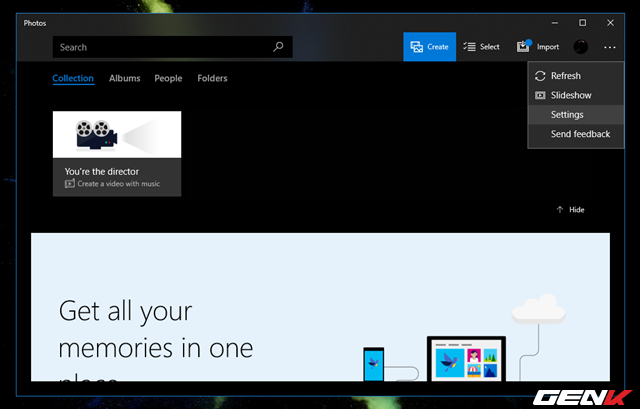 Photos
Search
Create
Select
Import
Refresh
Slideshow
Settings
Send feedback
Collection
Albums
People
Folders
You're the director
Create a video with music
Hide
Get all your
memories in one
place
GENK